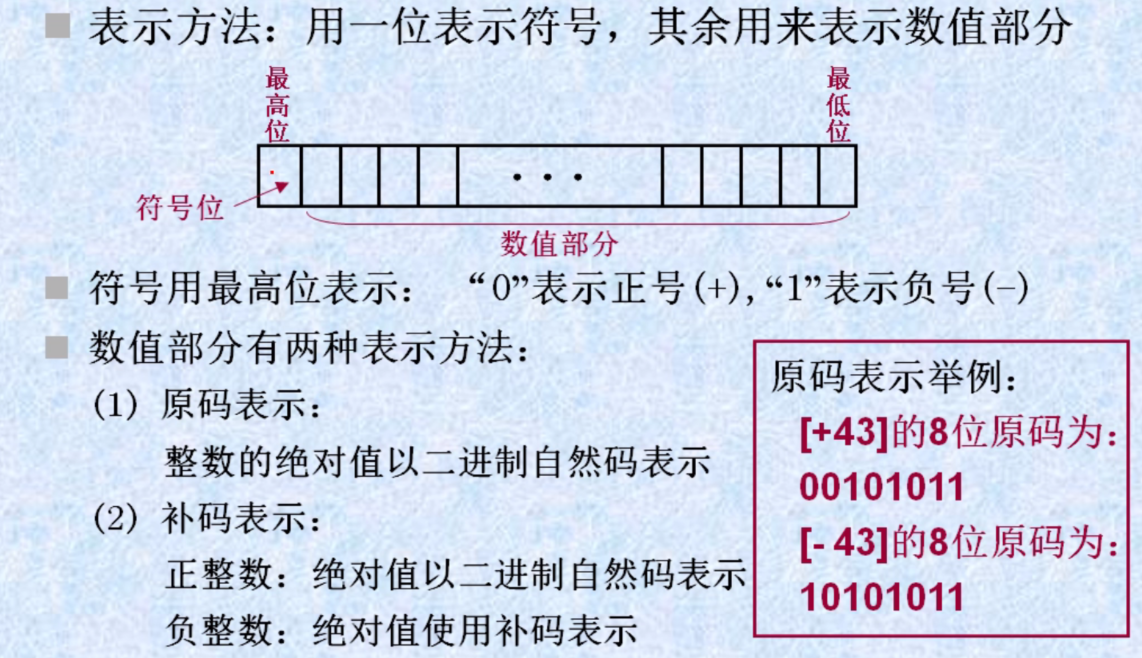 表示方法：用一位表示符号，其余用来表示数值部分
最高位
最低位
...
符号位
数值部分
符号用最高位表示： “0”表示正号(+),“1”表示负号(-)
数值部分有两种表示方法：
(1) 原码表示：
整数的绝对值以二进制自然码表示
(2) 补码表示：
正整数：绝对值以二进制自然码表示
负整数：绝对值使用补码表示
原码表示举例：
[+43]的8位原码为：
00101011
[- 43]的8位原码为：
10101011